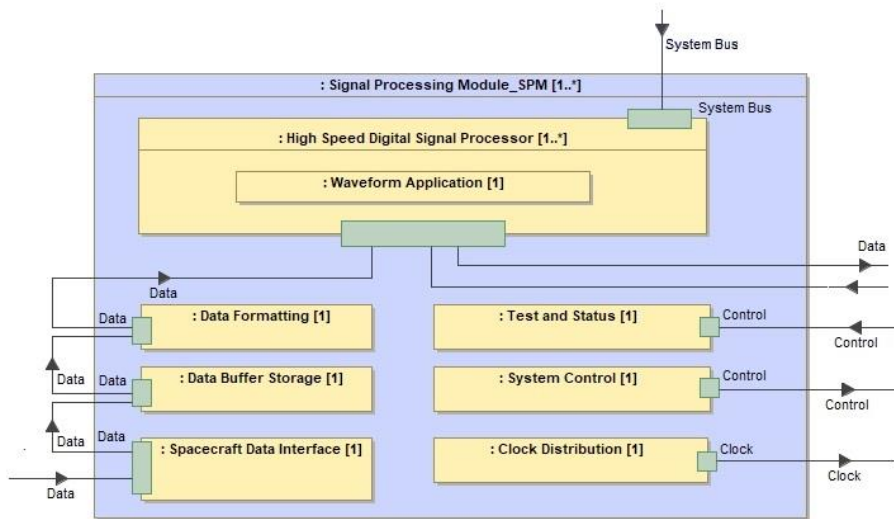 System Bus
: Signal Processing Module_SPM [1..*]
System Bus
: High Speed Digital Signal Processor [1..*]
: Waveform Application [1]
Data
Data
Data
: Data Formatting [1]
: Test and Status [1]
Control
Control
Data
Data
: Data Buffer Storage [1]
: System Control [1]
Control
Control
Data
Data
: Spacecraft Data Interface [1]
: Clock Distribution [1]
Clock
Clock
Data